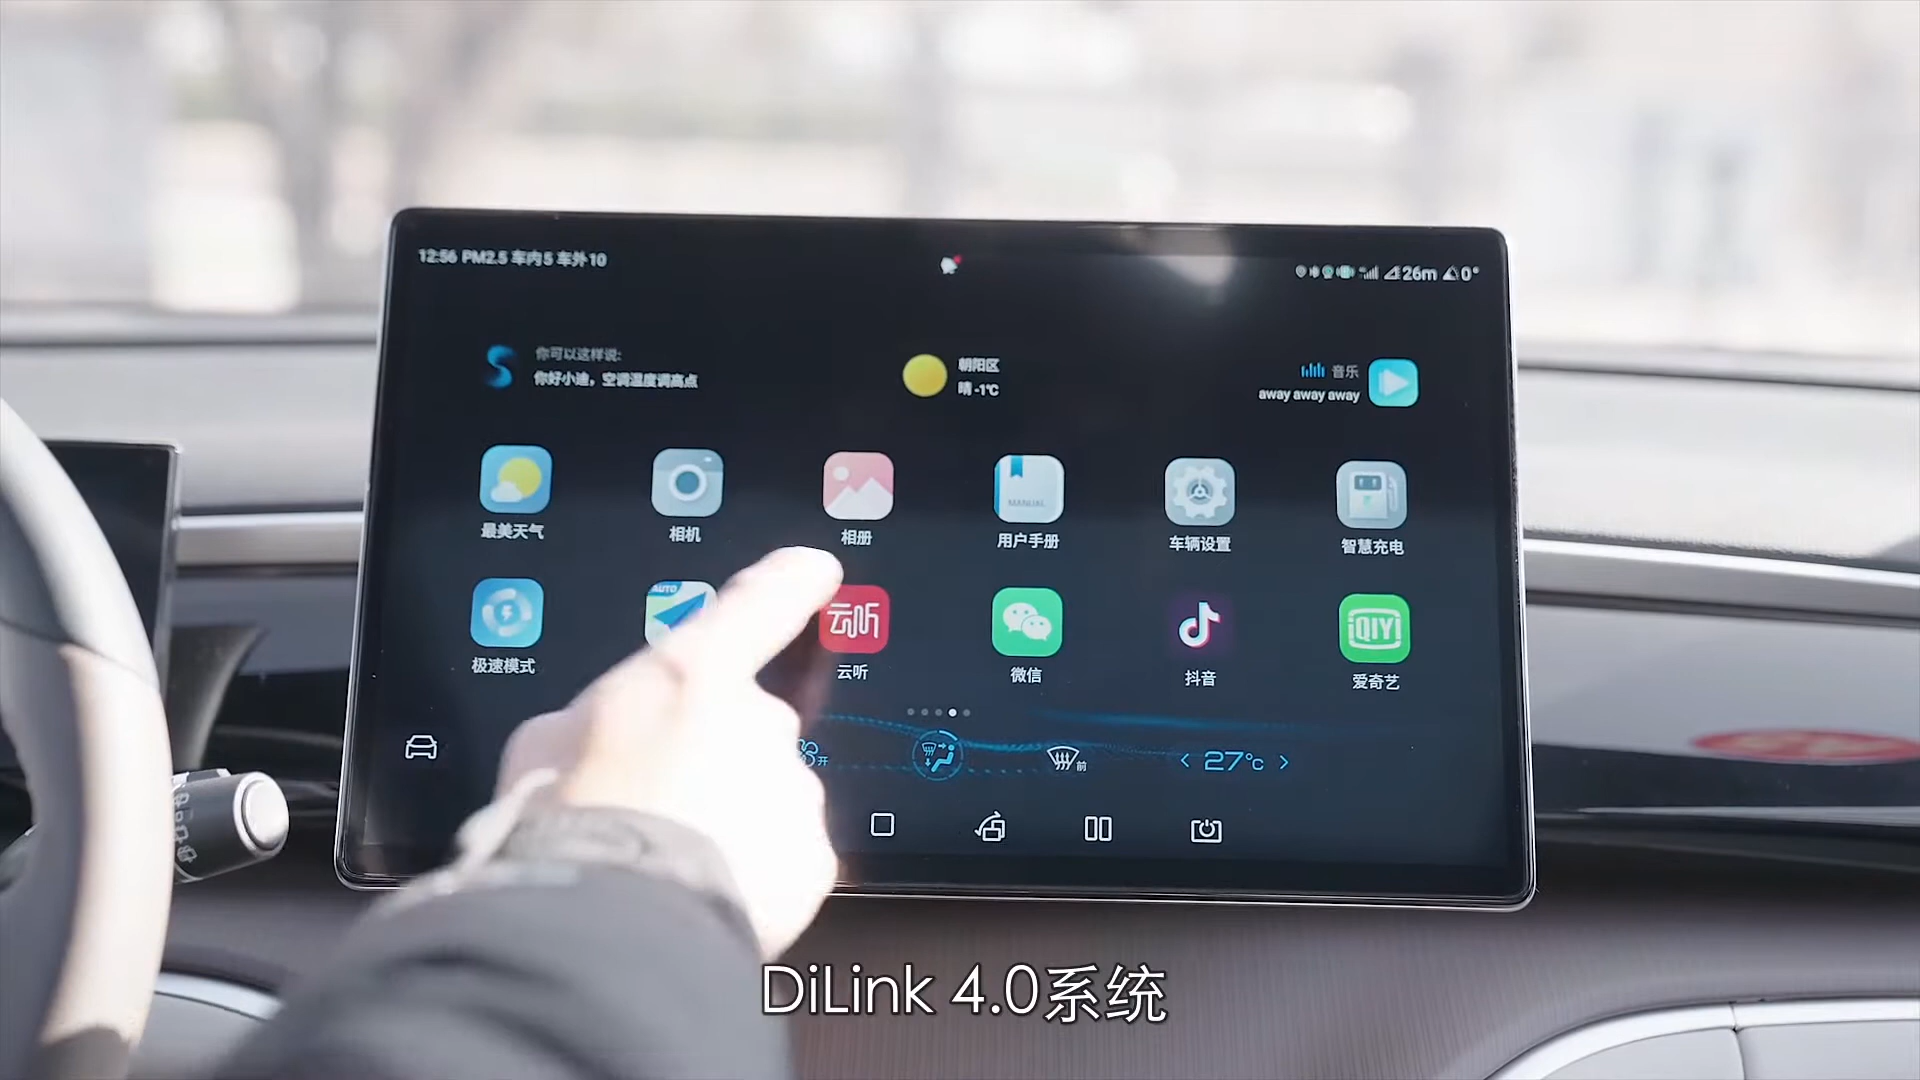 12:56 PM2.5 车内5 车外10
26m 0°
你可以这样说:
你好小迪，空调温度调高点
朝阳区
晴 -1℃
音乐
away away away
最美天气
相机
相册
MANUAL
用户手册
车辆设置
智慧充电
极速模式
AUTO
云听
云听
微信
抖音
iQIYI
爱奇艺
开
前
27℃
DiLink 4.0系统